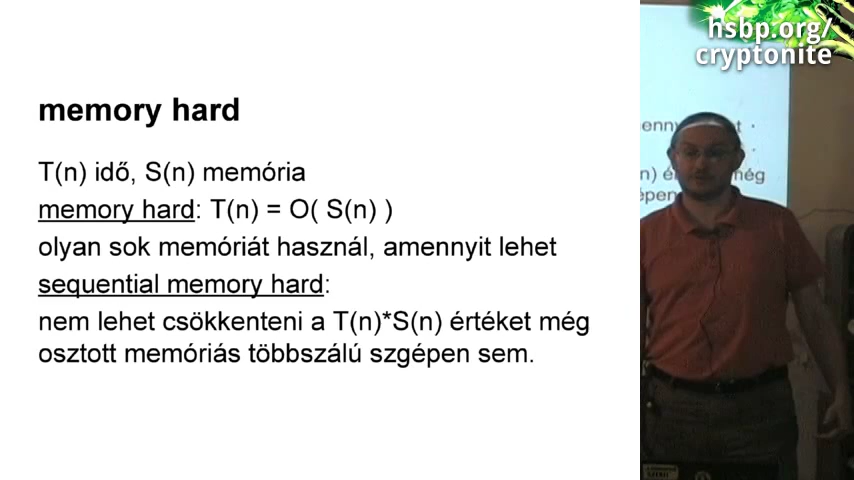 memory hard
T(n) idő, S(n) memória
memory hard: T(n) = O( S(n) )
olyan sok memóriát használ, amennyit lehet
sequential memory hard:
nem lehet csökkenteni a T(n)*S(n) értéket még
osztott memóriás többszálú szgépen sem.
hsbp.org/
cryptonite